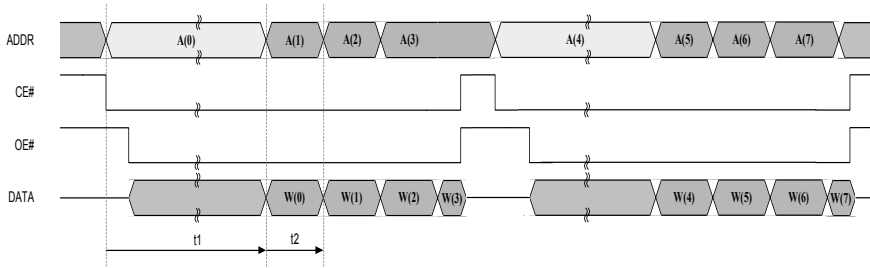 ADDR A(0) A(1) A(2) A(3) A(4) A(5) A(6) A(7)
CE#
OE#
DATA W(0) W(1) W(2) W(3) W(4) W(5) W(6) W(7)
t1 t2